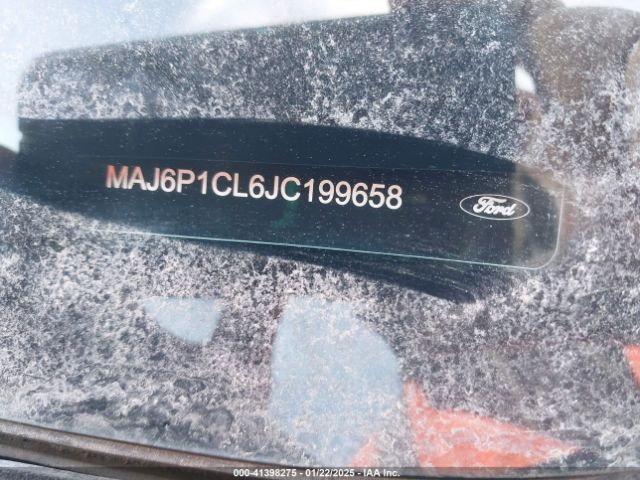 MAJ6P1CL6JC199658
Ford
000-41398275 - 01/22/2025 - IAA Inc.